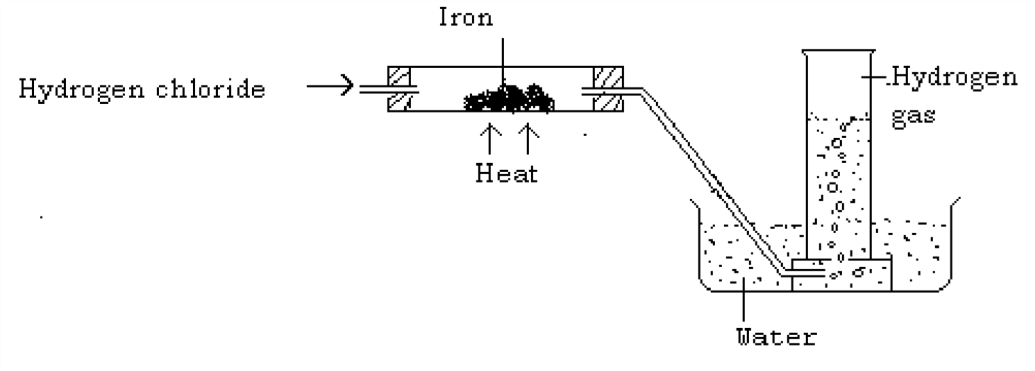 Iron
Hydrogen chloride
Hydrogen
gas
Heat
Water